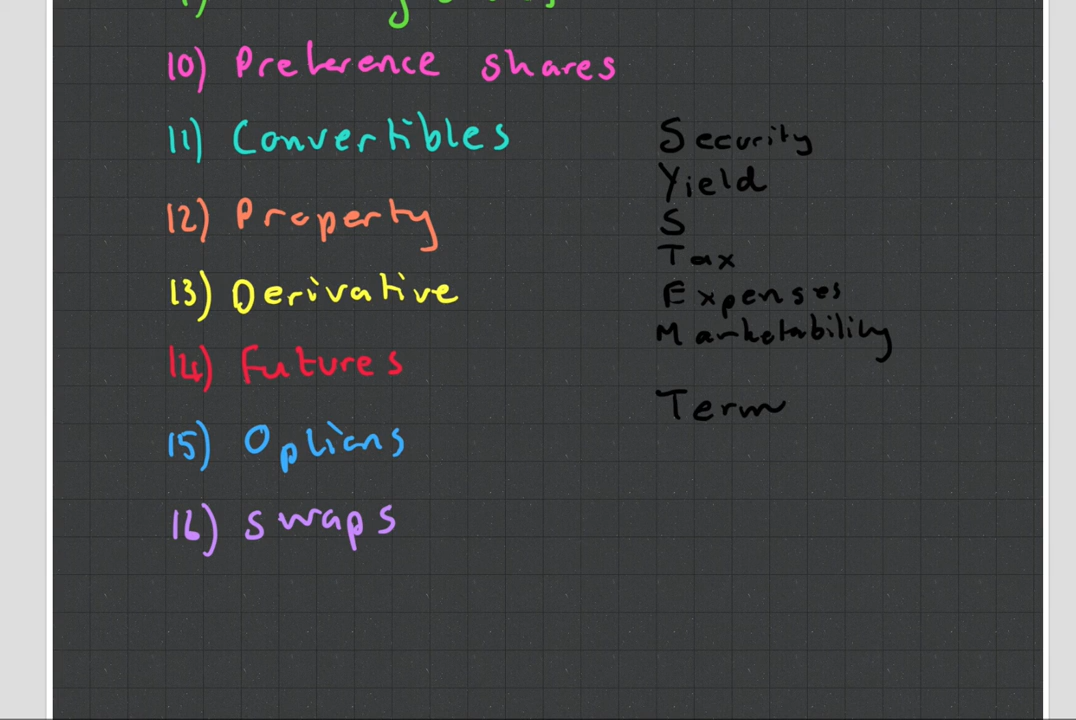 10) Preference shares
11) Convertibles
12) Property
13) Derivative
14) Futures
15) Options
16) swaps
Security
Yield
S
Tax
Expenses
Marketability
Term